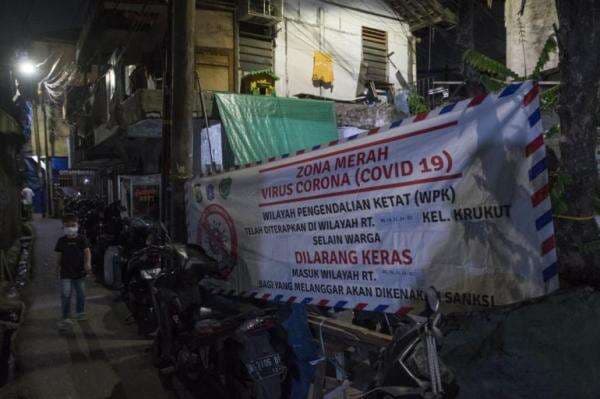 ZONA MERAH
VIRUS CORONA (COVID 19)
WILAYAH PENGENDALIAN KETAT (WPK)
TELAH DITERAPKAN DI WILAYAH RT. KEL. KRUKUT
SELAIN WARGA
DILARANG KERAS
MASUK WILAYAH RT.
BAGI YANG MELANGGAR AKAN DIKENAKAN SANKSI